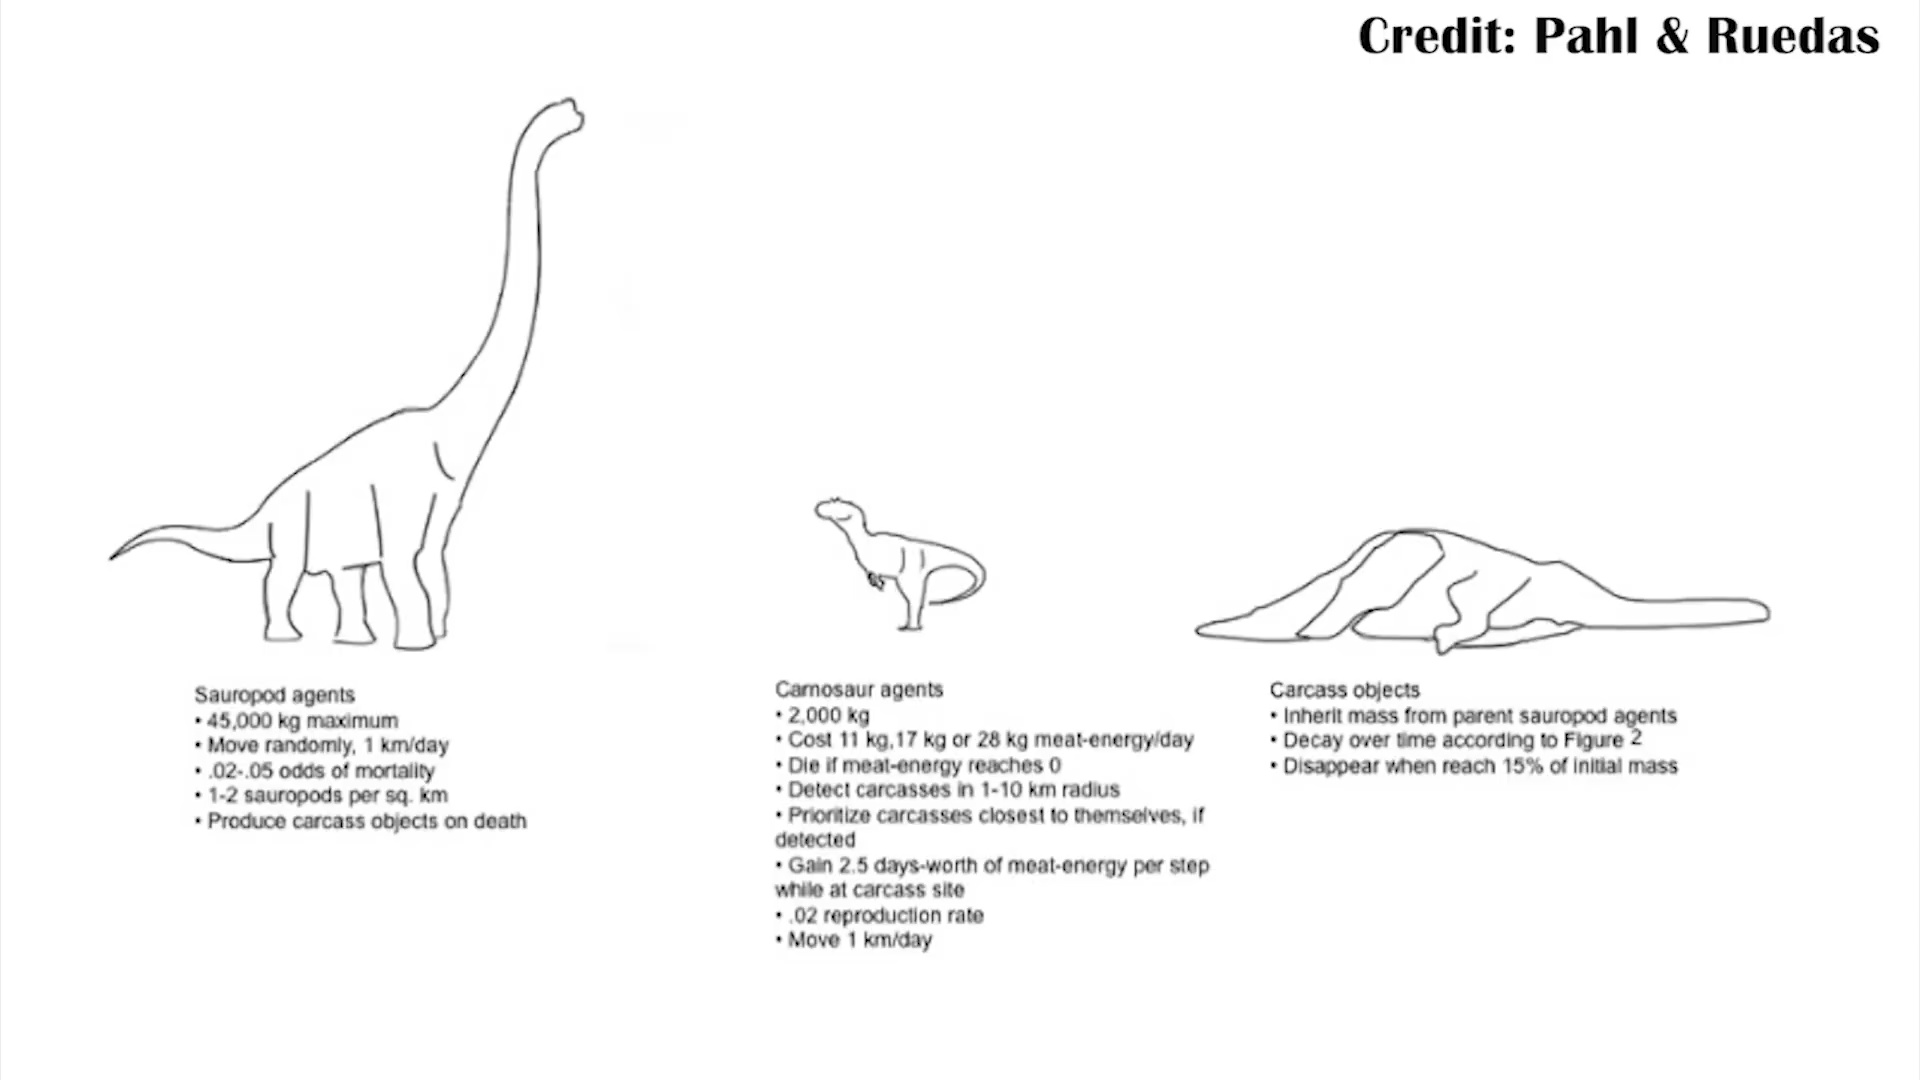 Credit: Pahl & Ruedas
Sauropod agents
• 45,000 kg maximum
• Move randomly, 1 km/day
• .02-.05 odds of mortality
• 1-2 sauropods per sq. km
• Produce carcass objects on death
Carnosaur agents
• 2,000 kg
• Cost 11 kg,17 kg or 28 kg meat-energy/day
• Die if meat-energy reaches 0
• Detect carcasses in 1-10 km radius
• Prioritize carcasses closest to themselves, if
detected
• Gain 2.5 days-worth of meat-energy per step
while at carcass site
• .02 reproduction rate
• Move 1 km/day
Carcass objects
• Inherit mass from parent sauropod agents
• Decay over time according to Figure 2
• Disappear when reach 15% of initial mass